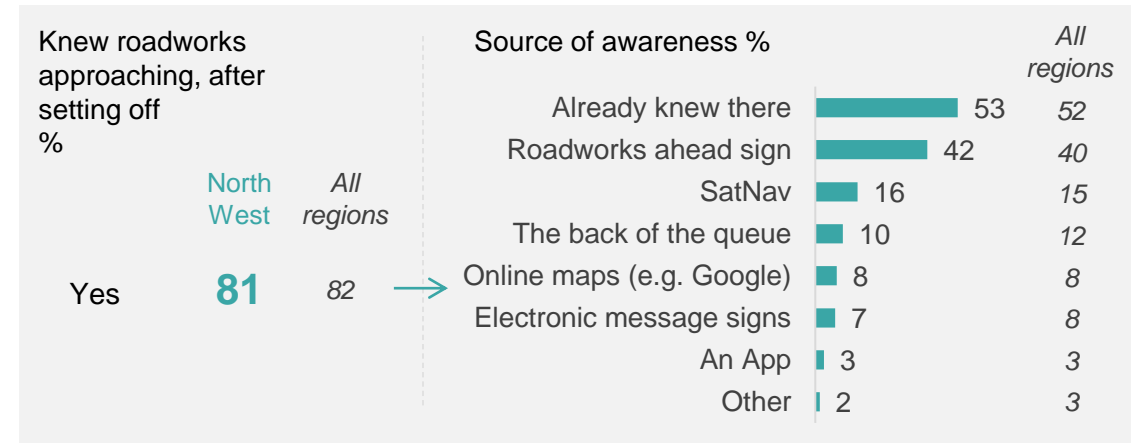 Knew roadworks
approaching, after
setting off
%
North
West
All
regions
Yes
81
82
Source of awareness %
All
regions
Already knew there 53 52
Roadworks ahead sign 42 40
SatNav 16 15
The back of the queue 10 12
Online maps (e.g. Google) 8 8
Electronic message signs 7 8
An App 3 3
Other 2 3